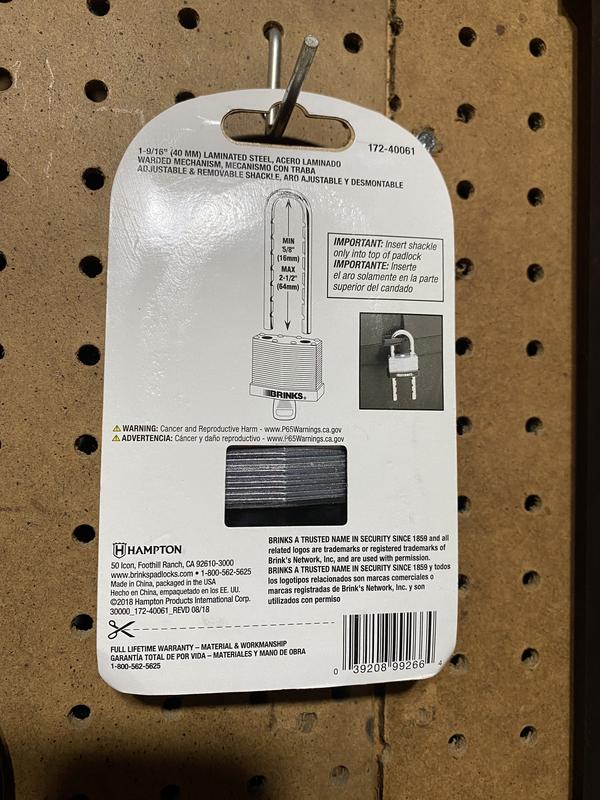 172-40061
1-9/16" (40 MM) LAMINATED STEEL, ACERO LAMINADO
WARDED MECHANISM, MECANISMO CON TRABA
ADJUSTABLE & REMOVABLE SHACKLE, ARO AJUSTABLE Y DESMONTABLE
MIN
5/8"
(16mm)
MAX
2-1/2"
(64mm)
IMPORTANT: Insert shackle
only into top of padlock
IMPORTANTE: Inserte
el aro solamente en la parte
superior del candado
BRINKS®
WARNING: Cancer and Reproductive Harm - www.P65Warnings.ca.gov
ADVERTENCIA: Cáncer y daño reproductivo - www.P65Warnings.ca.gov
HAMPTON
50 Icon, Foothill Ranch, CA 92610-3000
www.brinkspadlocks.com • 1-800-562-5625
Made in China, packaged in the USA
Hecho en China, empaquetado en los EE. UU.
©2018 Hampton Products International Corp.
30000_172-40061_REVD 08/18
BRINKS A TRUSTED NAME IN SECURITY SINCE 1859 and all
related logos are trademarks or registered trademarks of
Brink's Network, Inc, and are used with permission.
BRINKS A TRUSTED NAME IN SECURITY SINCE 1859 y todos
los logotipos relacionados son marcas comerciales o
marcas registradas de Brink's Network, Inc. y son
utilizados con permiso
FULL LIFETIME WARRANTY – MATERIAL & WORKMANSHIP
GARANTÍA TOTAL DE POR VIDA – MATERIALES Y MANO DE OBRA
1-800-562-5625
0 39208 99266 4